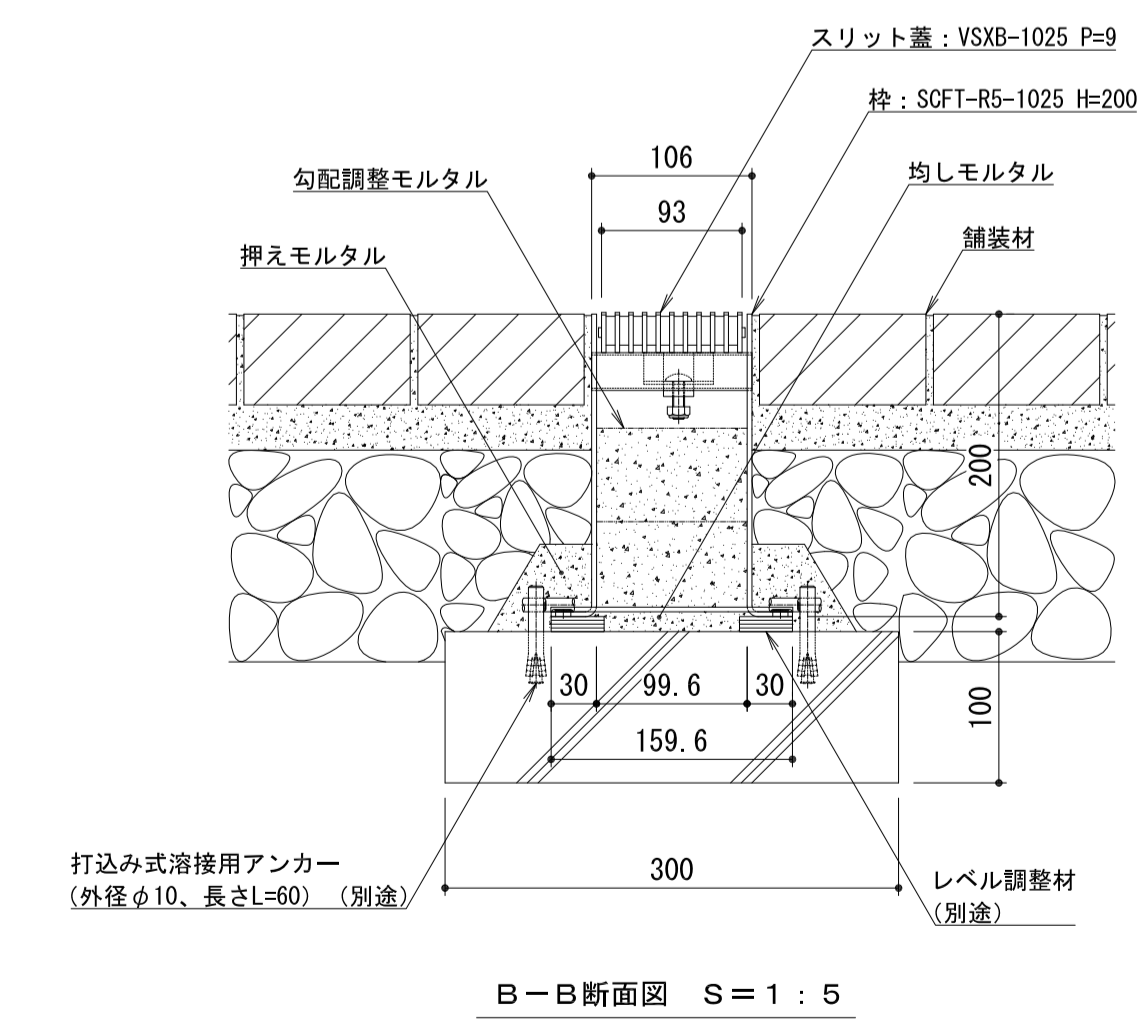 スリット蓋：VSXB-1025 P=9
枠：SCFT-R5-1025 H=200
106
勾配調整モルタル
均しモルタル
93
舗装材
押えモルタル
200
30
99.6
30
100
159.6
打込み式溶接用アンカー
(外径φ10、長さL=60) (別途)
300
レベル調整材
(別途)
B－B断面図 S＝1：5